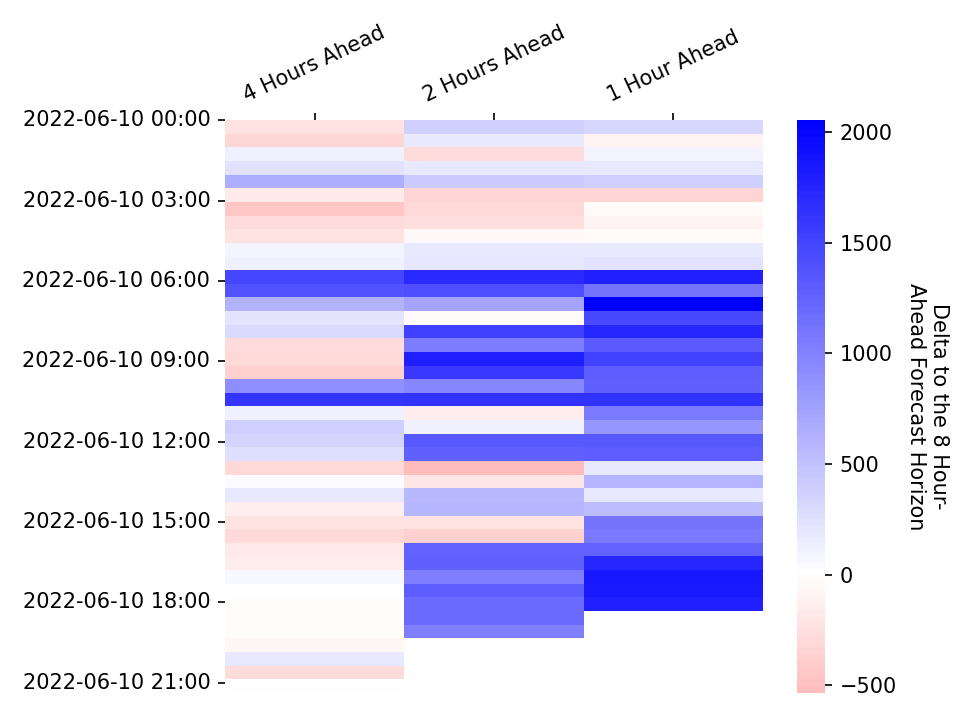 4 Hours Ahead
2 Hours Ahead
1 Hour Ahead
2022-06-10 00:00
2022-06-10 03:00
2022-06-10 06:00
2022-06-10 09:00
2022-06-10 12:00
2022-06-10 15:00
2022-06-10 18:00
2022-06-10 21:00
2000
1500
1000
500
0
−500
Delta to the 8 Hour-
Ahead Forecast Horizon